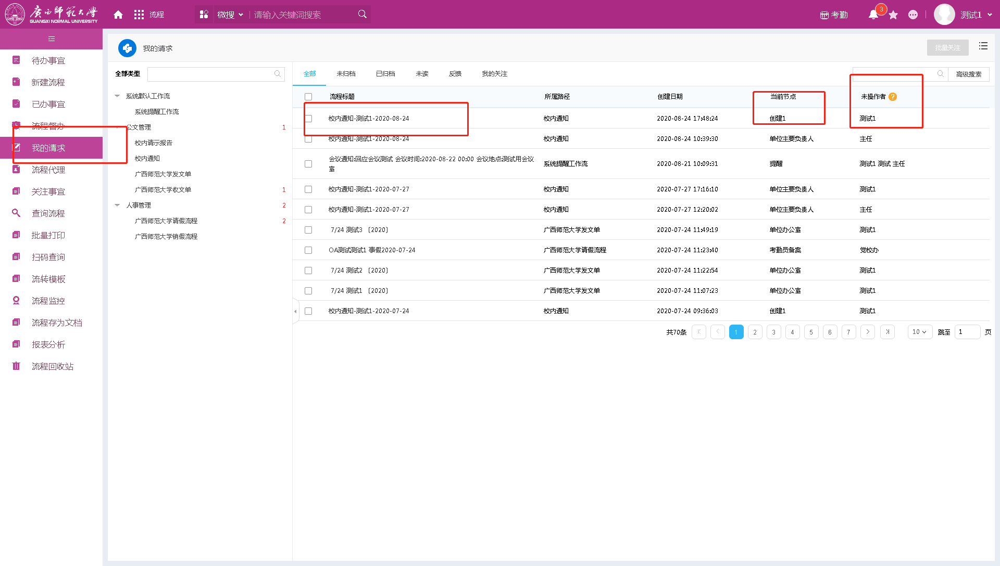 广西师范大学
GUANGXI NORMAL UNIVERSITY
流程
微搜
请输入关键词搜索
考勤
3
测试1
待办事宜
新建流程
已办事宜
流程督办
我的请求
流程代理
关注事宜
查询流程
批量打印
扫码查询
流转模板
流程监控
流程存为文档
报表分析
流程回收站
我的请求
批量关注
全部类型
系统默认工作流
系统提醒工作流
公文管理 1
校内请示报告
校内通知
广西师范大学发文单
广西师范大学收文单 1
人事管理 2
广西师范大学请假流程 2
广西师范大学销假流程
全部 未归档 已归档 未读 反馈 我的关注
高级搜索
流程标题 所属路径 创建日期 当前节点 未操作者 ?
校内通知-测试1-2020-08-24 校内通知 2020-08-24 17:48:24 创建1 测试1
校内通知-测试1-2020-08-24 校内通知 2020-08-24 10:39:30 单位主要负责人 主任
会议通知:回应会议测试 会议时间:2020-08-22 00:00 会议地点:测试用会议
室
系统提醒工作流 2020-08-21 10:09:31 提醒 测试1 测试 主任
校内通知-测试1-2020-07-27 校内通知 2020-07-27 17:16:10 单位主要负责人 测试1
校内通知-测试1-2020-07-27 校内通知 2020-07-27 12:20:02 单位主要负责人 主任
7/24 测试3 〔2020〕 广西师范大学发文单 2020-07-24 11:49:19 单位办公室 测试1
OA测试测试1 事假2020-07-24 广西师范大学请假流程 2020-07-24 11:23:40 考勤员备案 党校办
7/24 测试2 〔2020〕 广西师范大学发文单 2020-07-24 11:22:54 单位办公室 测试1
7/24 测试1 〔2020〕 广西师范大学发文单 2020-07-24 11:07:23 单位办公室 测试1
校内通知-测试1-2020-07-24 校内通知 2020-07-24 09:36:03 创建1 测试1
共70条 1 2 3 4 5 6 7 10 跳至 1 页